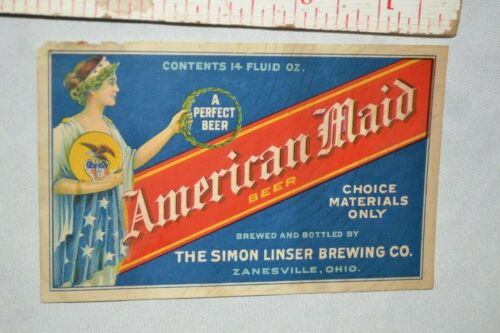 CONTENTS 14 FLUID OZ.
A
PERFECT
BEER
American Maid
BEER
CHOICE
MATERIALS
ONLY
BREWED AND BOTTLED BY
THE SIMON LINSER BREWING CO.
ZANESVILLE, OHIO.